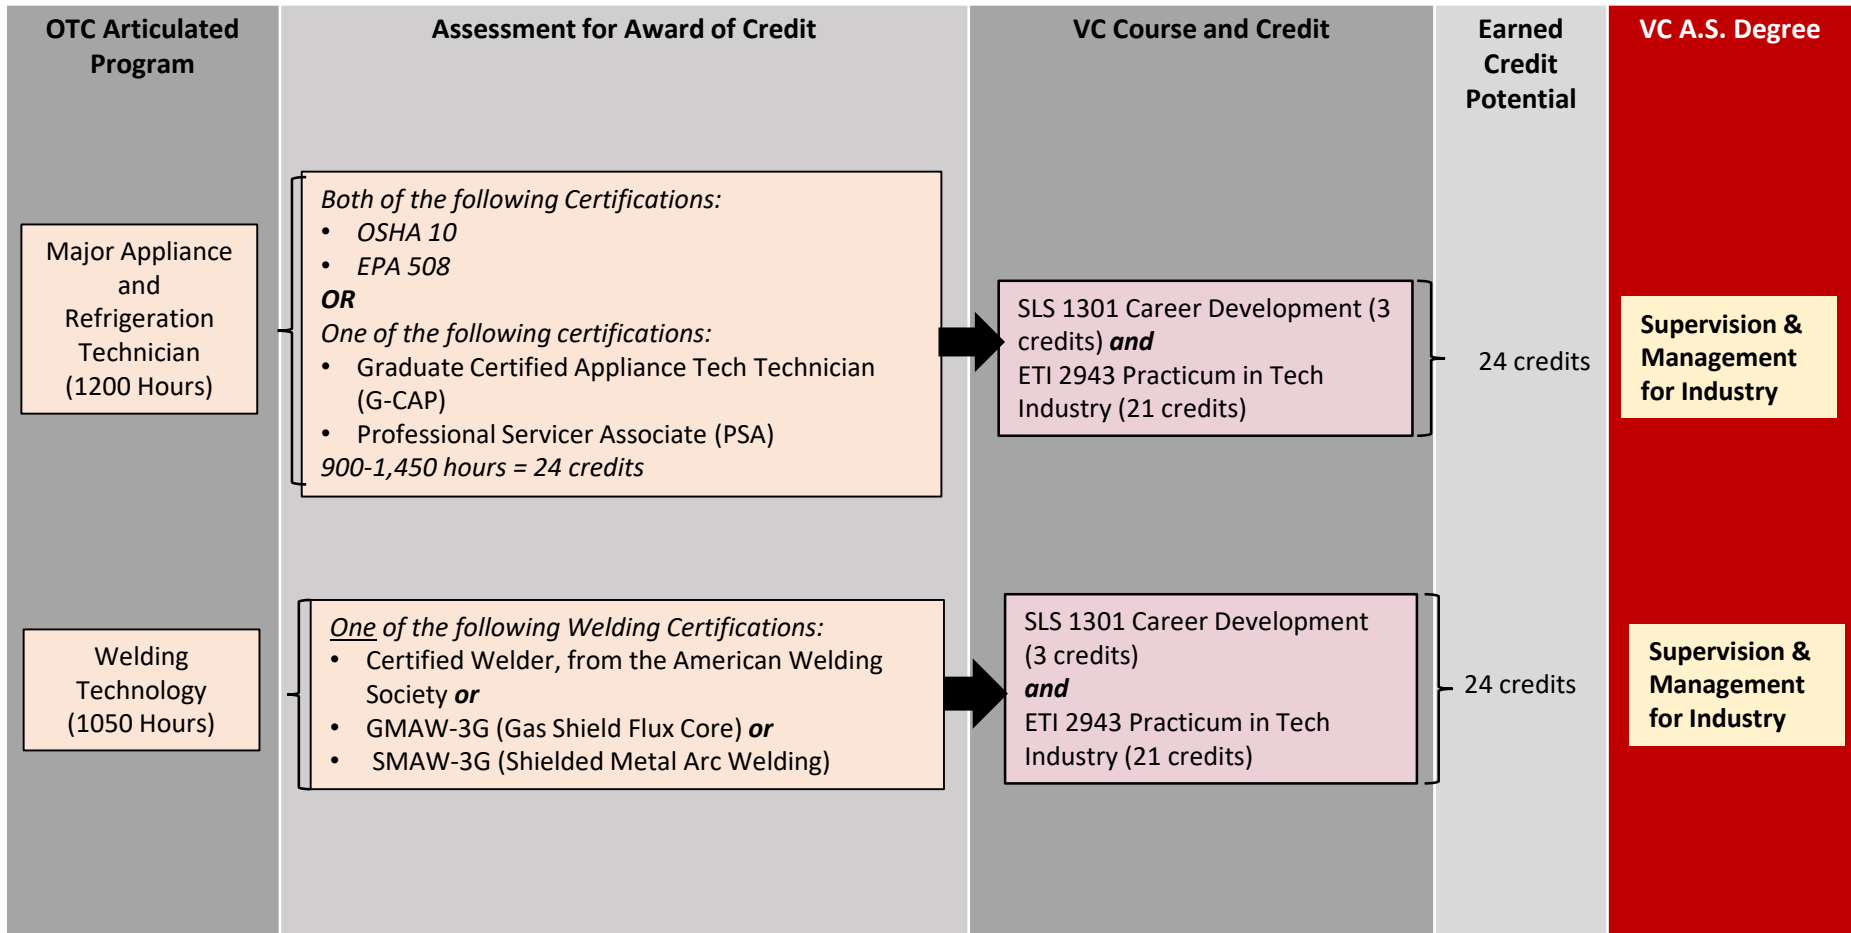 OTC Articulated
Program
Assessment for Award of Credit
VC Course and Credit
Earned
Credit
Potential
VC A.S. Degree
Major Appliance
and
Refrigeration
Technician
(1200 Hours)
Both of the following Certifications:
• OSHA 10
• EPA 508
OR
One of the following certifications:
• Graduate Certified Appliance Tech Technician
(G-CAP)
• Professional Servicer Associate (PSA)
900-1,450 hours = 24 credits
SLS 1301 Career Development (3
credits) and
ETI 2943 Practicum in Tech
Industry (21 credits)
24 credits
Supervision &
Management
for Industry
Welding
Technology
(1050 Hours)
One of the following Welding Certifications:
• Certified Welder, from the American Welding
Society or
• GMAW-3G (Gas Shield Flux Core) or
• SMAW-3G (Shielded Metal Arc Welding)
SLS 1301 Career Development
(3 credits)
and
ETI 2943 Practicum in Tech
Industry (21 credits)
24 credits
Supervision &
Management
for Industry